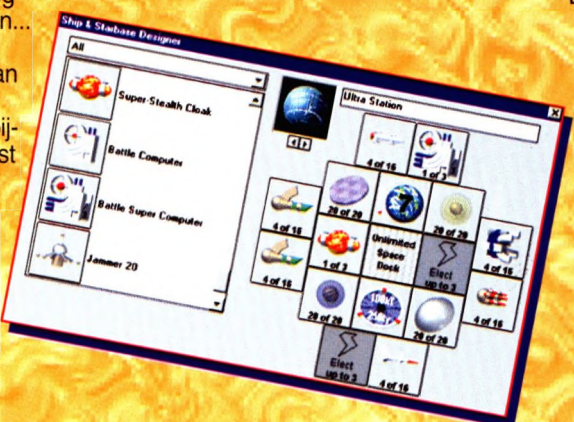 n...
an
ij-
st
Ship & Starbase Designer
All
Super-Stealth Cloak
Battle Computer
Battle Super Computer
Jammer 20
Ultra Station
4 of 16
1 of 3
4 of 16
20 of 20
20 of 20
4 of 16
4 of 16
1 of 3
Unlimited
Space
Dock
Elect
up to 3
4 of 16
20 of 20
20 of 20
Elect
up to 3
4 of 16